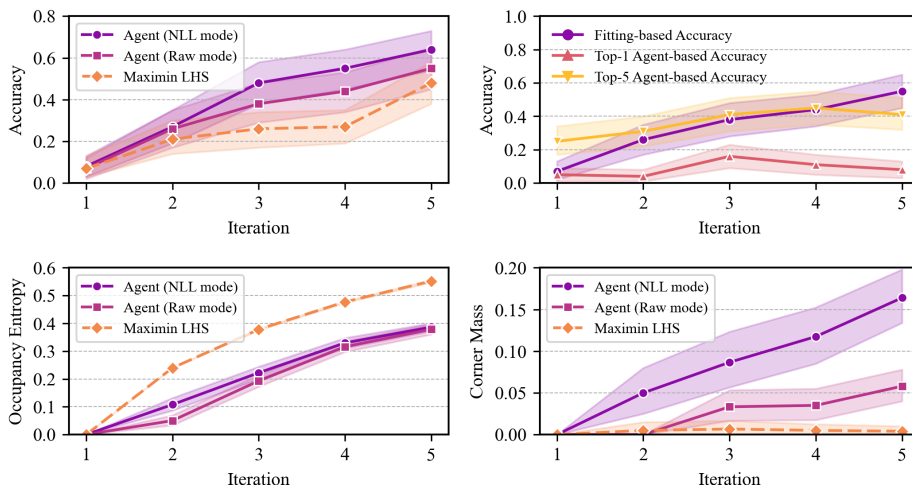 0.8
0.6
0.4
0.2
0.0
Accuracy
Agent (NLL mode)
Agent (Raw mode)
Maximin LHS
1 2 3 4 5
Iteration
1.0
0.8
0.6
0.4
0.2
0.0
Accuracy
Fitting-based Accuracy
Top-1 Agent-based Accuracy
Top-5 Agent-based Accuracy
1 2 3 4 5
Iteration
0.6
0.5
0.4
0.3
0.2
0.1
0.0
Occupancy Entropy
Agent (NLL mode)
Agent (Raw mode)
Maximin LHS
1 2 3 4 5
Iteration
0.20
0.15
0.10
0.05
0.00
Corner Mass
Agent (NLL mode)
Agent (Raw mode)
Maximin LHS
1 2 3 4 5
Iteration